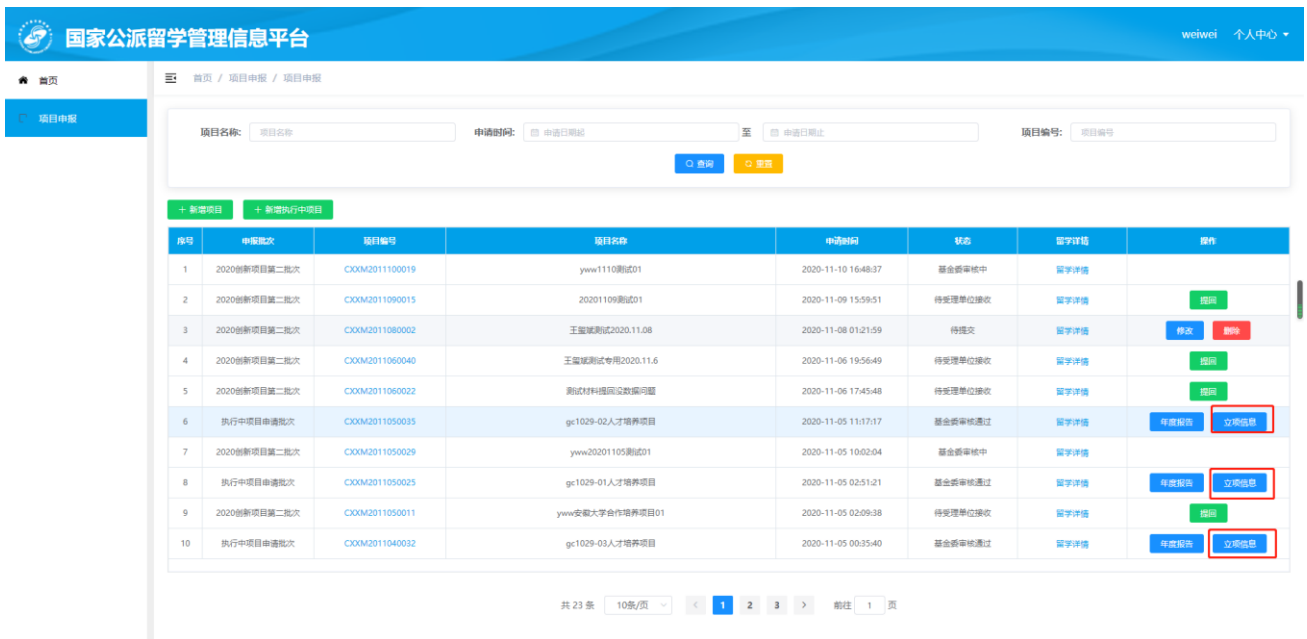 国家公派留学管理信息平台
weiwei 个人中心
首页
首页 / 项目申报 / 项目申报
项目申报
项目名称: 项目名称 申请时间: 申请日期起 至 申请日期止 项目编号: 项目编号
查询 重置
+ 新增项目 + 新增执行中项目
序号 申报批次 项目编号 项目名称 申请时间 状态 留学详情 操作
1 2020创新项目第二批次 CXXM2011100019 yww1110测试01 2020-11-10 16:48:37 基金委审核中 留学详情
2 2020创新项目第二批次 CXXM2011090015 20201109测试01 2020-11-09 15:59:51 待受理单位接收 留学详情 提回
3 2020创新项目第二批次 CXXM2011080002 王玺斌测试2020.11.08 2020-11-08 01:21:59 待提交 留学详情 修改 删除
4 2020创新项目第二批次 CXXM2011060040 王玺斌测试专用2020.11.6 2020-11-06 19:56:49 待受理单位接收 留学详情 提回
5 2020创新项目第二批次 CXXM2011060022 测试材料提回没数据问题 2020-11-06 17:45:48 待受理单位接收 留学详情 提回
6 执行中项目申请批次 CXXM2011050035 gc1029-02人才培养项目 2020-11-05 11:17:17 基金委审核通过 留学详情 年度报告 立项信息
7 2020创新项目第二批次 CXXM2011050029 yww20201105测试01 2020-11-05 10:02:04 基金委审核中 留学详情
8 执行中项目申请批次 CXXM2011050025 gc1029-01人才培养项目 2020-11-05 02:51:21 基金委审核通过 留学详情 年度报告 立项信息
9 2020创新项目第二批次 CXXM2011050011 yww安徽大学合作培养项目01 2020-11-05 02:09:38 待受理单位接收 留学详情 提回
10 执行中项目申请批次 CXXM2011040032 gc1029-03人才培养项目 2020-11-05 00:35:40 基金委审核通过 留学详情 年度报告 立项信息
共 23 条 10条/页 < 1 2 3 > 前往 1 页